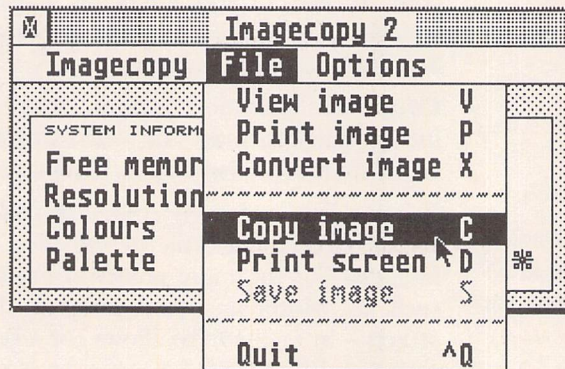 Imagecopy 2
Imagecopy File Options
View image V
Print image P
Convert image X
Copy image C
Print screen D
Save image S
Quit ^Q
SYSTEM INFORM
Free memor
Resolution
Colours
Palette